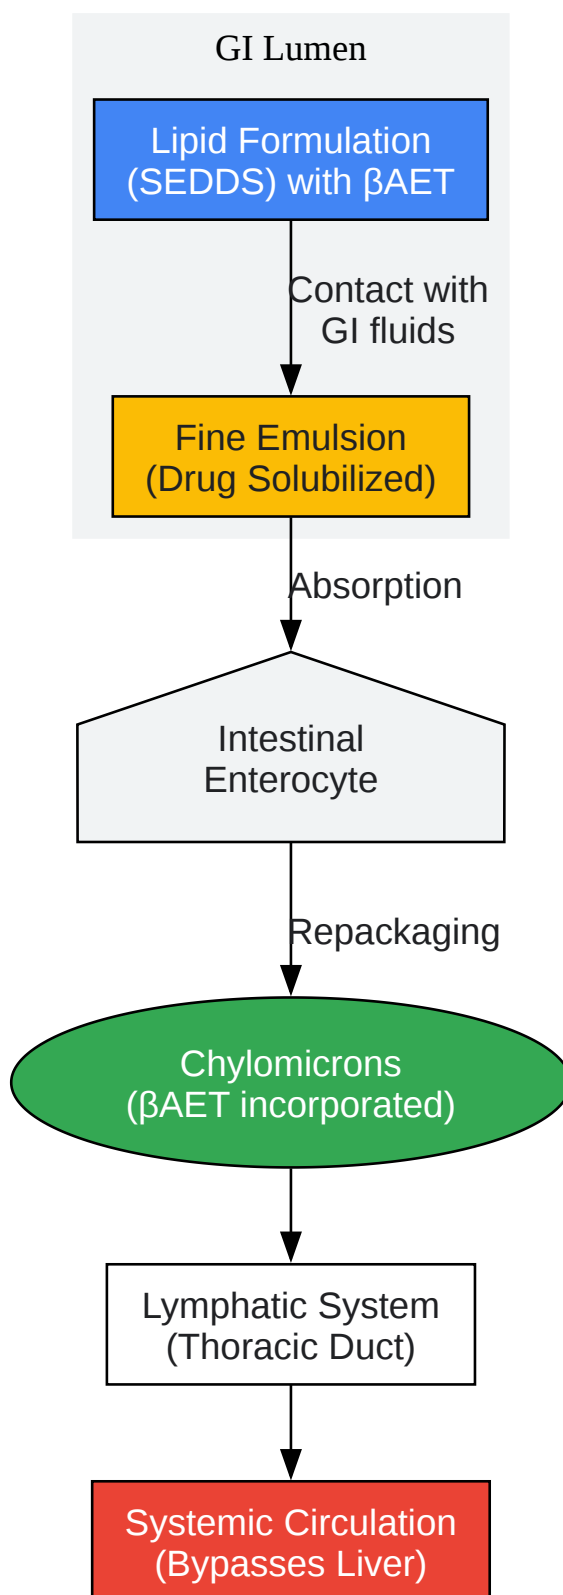 GI Lumen
Lipid Formulation
(SEDDS) with βAET
Contact with
GI fluids
Fine Emulsion
(Drug Solubilized)
Absorption
Intestinal
Enterocyte
Repackaging
Chylomicrons
(βAET incorporated)
Lymphatic System
(Thoracic Duct)
Systemic Circulation
(Bypasses Liver)